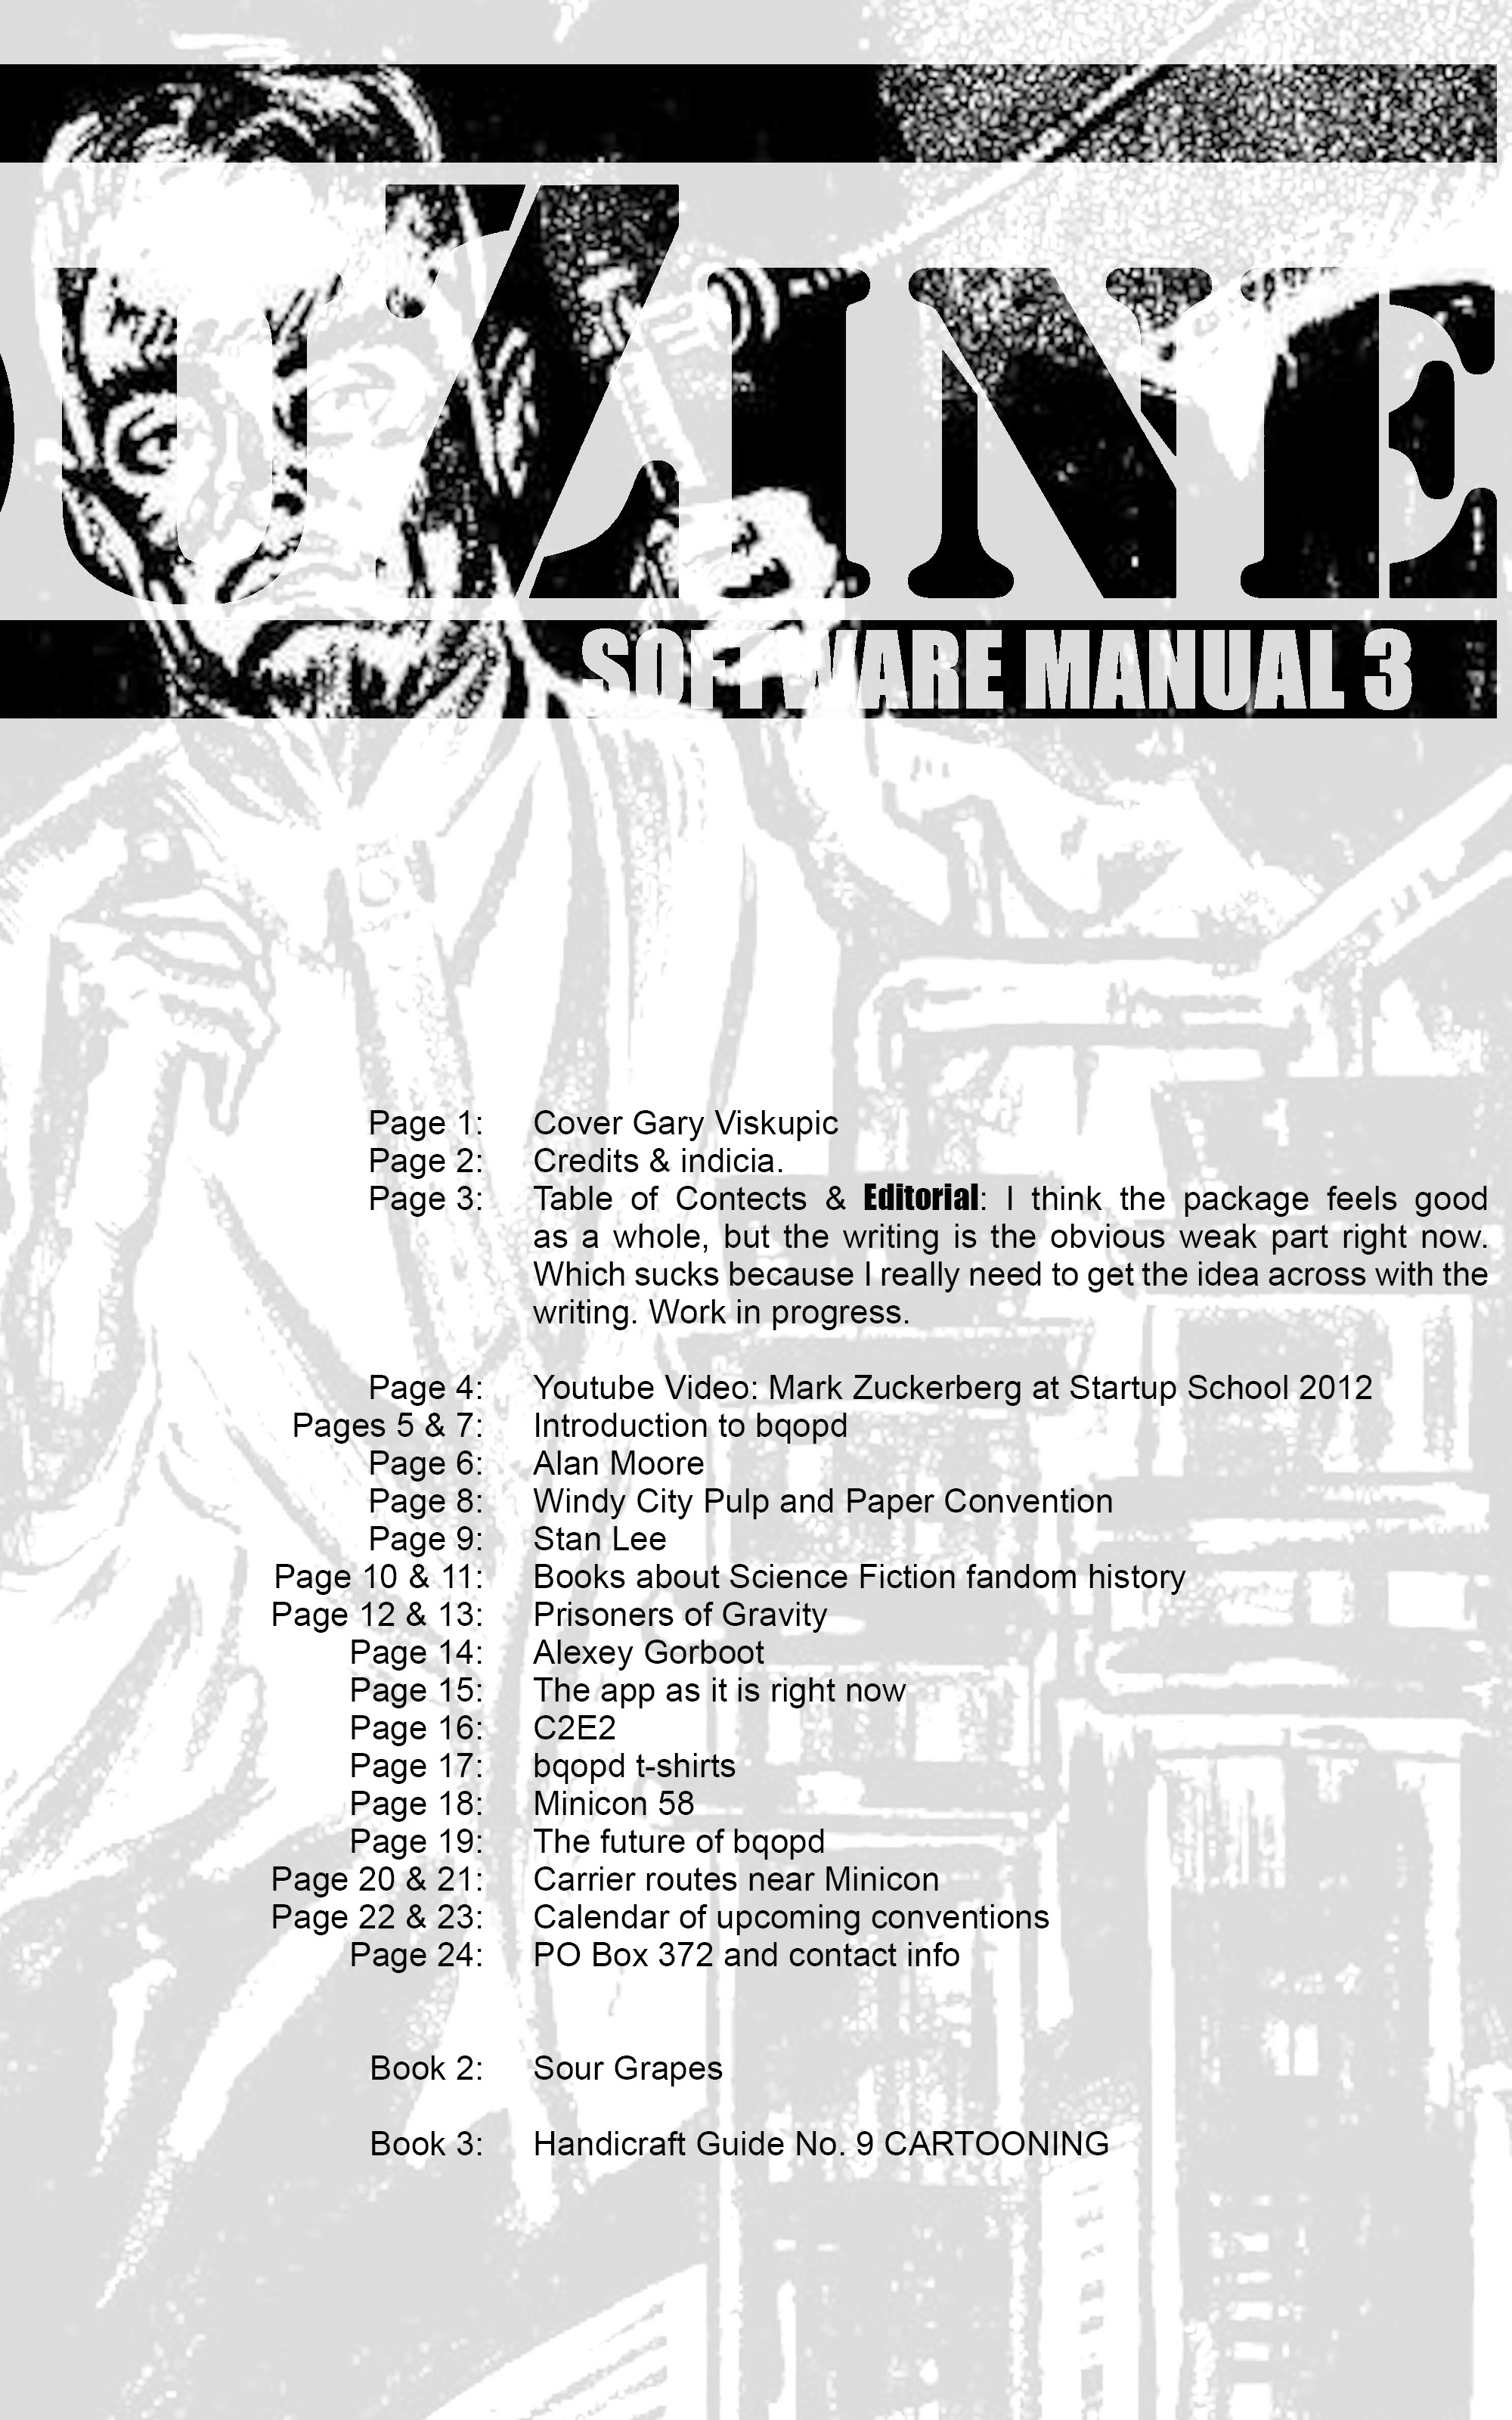 UZINE
SOFTWARE MANUAL 3
Page 1: Cover Gary Viskupic
Page 2: Credits & indicia.
Page 3: Table of Contects & Editorial: I think the package feels good
as a whole, but the writing is the obvious weak part right now.
Which sucks because I really need to get the idea across with the
writing. Work in progress.
Page 4: Youtube Video: Mark Zuckerberg at Startup School 2012
Pages 5 & 7: Introduction to bqopd
Page 6: Alan Moore
Page 8: Windy City Pulp and Paper Convention
Page 9: Stan Lee
Page 10 & 11: Books about Science Fiction fandom history
Page 12 & 13: Prisoners of Gravity
Page 14: Alexey Gorboot
Page 15: The app as it is right now
Page 16: C2E2
Page 17: bqopd t-shirts
Page 18: Minicon 58
Page 19: The future of bqopd
Page 20 & 21: Carrier routes near Minicon
Page 22 & 23: Calendar of upcoming conventions
Page 24: PO Box 372 and contact info
Book 2: Sour Grapes
Book 3: Handicraft Guide No. 9 CARTOONING